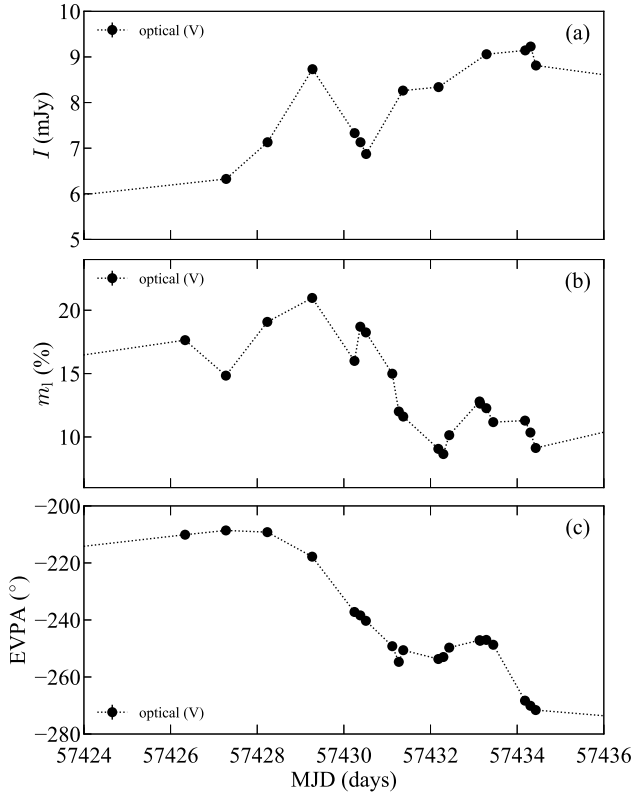 10
9
8
7
6
5
I (mJy)
optical (V)
(a)
20
15
10
m_l (%)
optical (V)
(b)
−200
−220
−240
−260
−280
EVPA (°)
optical (V)
(c)
57424 57426 57428 57430 57432 57434 57436
MJD (days)